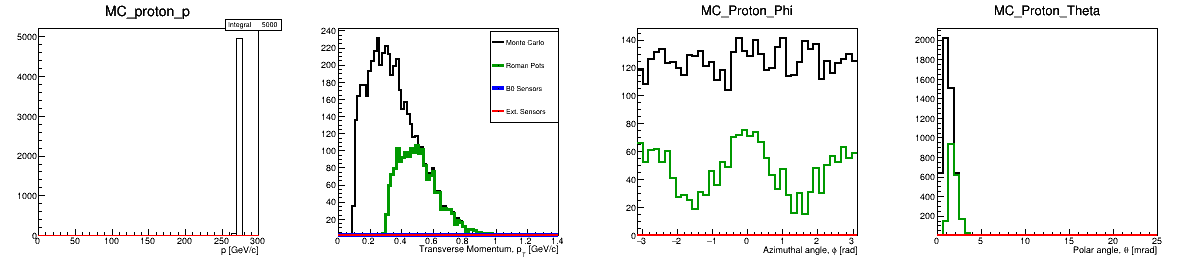 MC_proton_p
Integral 5000
5000
4000
3000
2000
1000
0
0 50 100 150 200 250 300
p [GeV/c]
240
220
200
180
160
140
120
100
80
60
40
20
0 0.2 0.4 0.6 0.8 1 1.2 1.4
Transverse Momentum, p_T [GeV/c]
Monte Carlo
Roman Pots
B0 Sensors
Ext. Sensors
MC_Proton_Phi
140
120
100
80
60
40
20
0
−3 −2 −1 0 1 2 3
Azimuthal angle, ϕ [rad]
MC_Proton_Theta
2000
1800
1600
1400
1200
1000
800
600
400
200
0 5 10 15 20 25
Polar angle, θ [mrad]